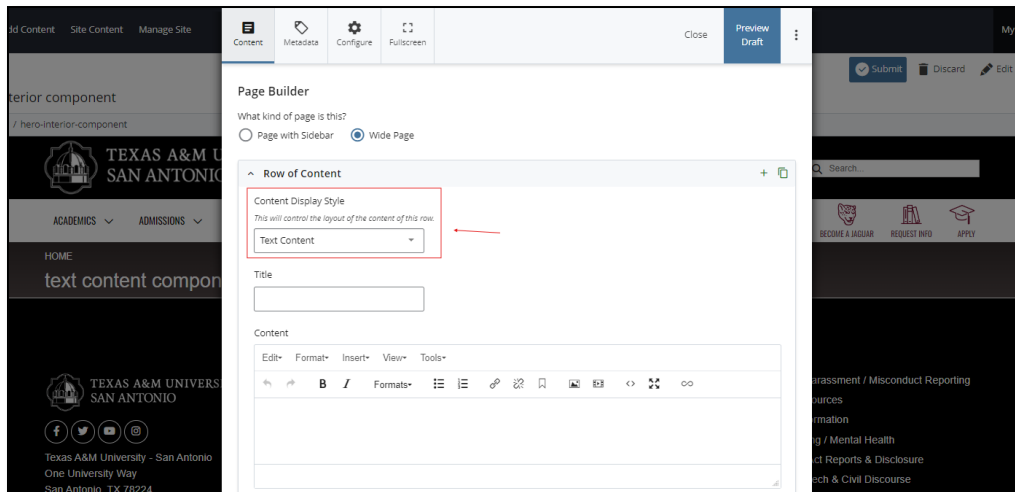 dd Content Site Content Manage Site My
Content Metadata Configure Fullscreen Close Preview Draft
Submit Discard Edit
terior component
/ hero-interior-component
Page Builder
What kind of page is this?
Page with Sidebar Wide Page
TEXAS A&M U
SAN ANTONIO
Search...
Row of Content
Content Display Style
This will control the layout of the content of this row.
Text Content
ACADEMICS ADMISSIONS BECOME A JAGUAR REQUEST INFO APPLY
HOME
text content compon
Title
Content
Edit Format Insert View Tools
B I Formats
TEXAS A&M UNIVERS
SAN ANTONIO
Texas A&M University - San Antonio
One University Way
San Antonio, TX 78224
arassment / Misconduct Reporting
ources
ormation
ng / Mental Health
Act Reports & Disclosure
ech & Civil Discourse